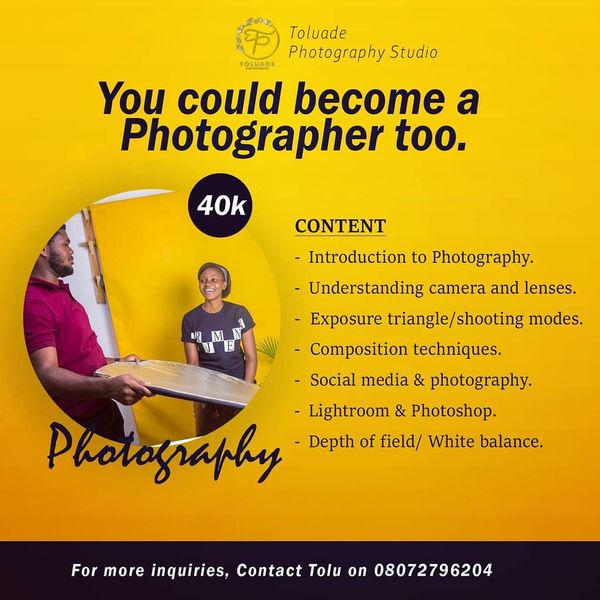 TOLUADE
Toluade
Photography Studio
You could become a
Photographer too.
40k
CONTENT
- Introduction to Photography.
- Understanding camera and lenses.
- Exposure triangle/shooting modes.
- Composition techniques.
- Social media & photography.
- Lightroom & Photoshop.
- Depth of field/ White balance.
Photography
For more inquiries, Contact Tolu on 08072796204